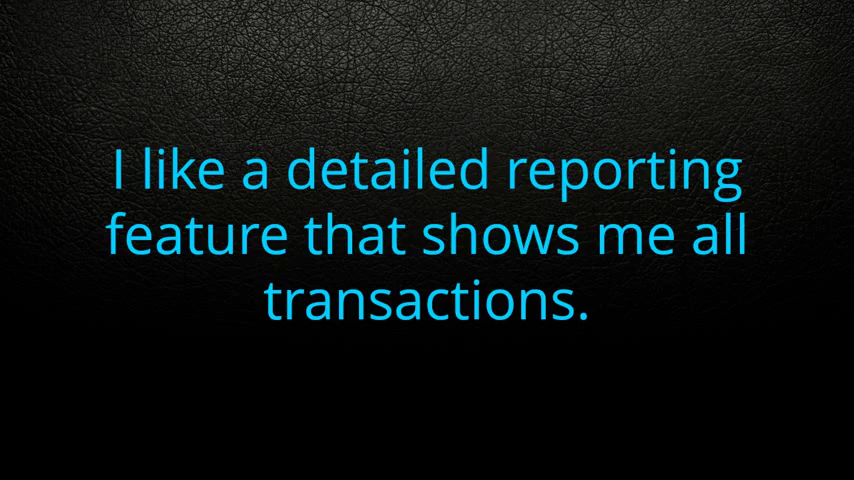 I like a detailed reporting
feature that shows me all
transactions.